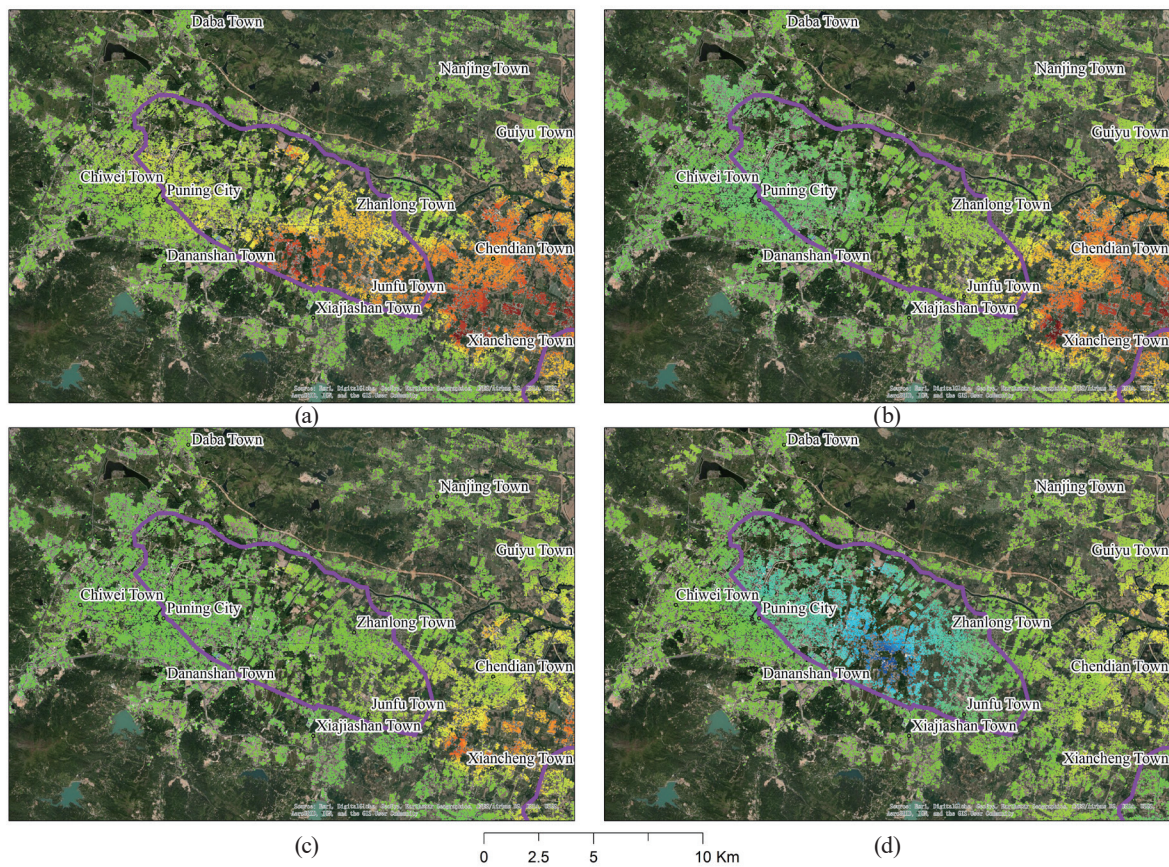 Daba Town
Nanjing Town
Guiyu Town
Chiwei Town
Puning City
Zhanlong Town
Dananshan Town
Chendian Town
Junfu Town
Xiajiashan Town
Xiancheng Town
(a)
Daba Town
Nanjing Town
Guiyu Town
Chiwei Town
Puning City
Zhanlong Town
Dananshan Town
Chendian Town
Junfu Town
Xiajiashan Town
Xiancheng Town
(b)
Daba Town
Nanjing Town
Guiyu Town
Chiwei Town
Puning City
Zhanlong Town
Dananshan Town
Chendian Town
Junfu Town
Xiajiashan Town
Xiancheng Town
(c)
Daba Town
Nanjing Town
Guiyu Town
Chiwei Town
Puning City
Zhanlong Town
Dananshan Town
Chendian Town
Junfu Town
Xiajiashan Town
Xiancheng Town
(d)
0 2.5 5 10 Km